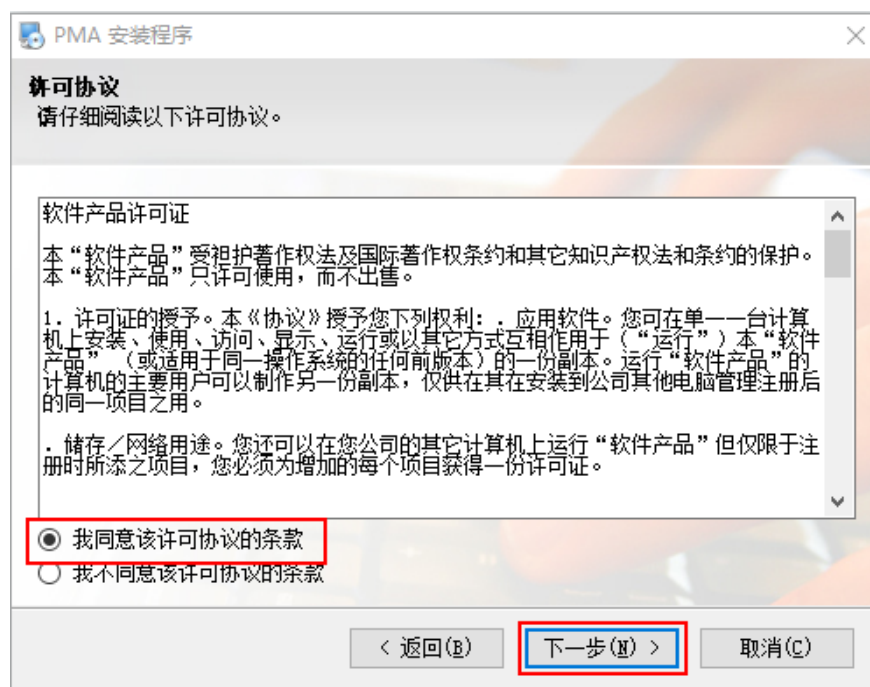 PMA 安装程序
许可协议
请仔细阅读以下许可协议。
软件产品许可证
本“软件产品”受袒护著作权法及国际著作权条约和其它知识产权法和条约的保护。
本“软件产品”只许可使用，而不出售。
1. 许可证的授予。本《协议》授予您下列权利：. 应用软件。您可在单一一台计算
机上安装、使用、访问、显示、运行或以其它方式互相作用于（“运行”）本“软件
产品” （或适用于同一操作系统的任何前版本）的一份副本。运行“软件产品”的
计算机的主要用户可以制作另一份副本，仅供在其在安装到公司其他电脑管理注册后
的同一项目之用。
. 储存／网络用途。您还可以在您公司的其它计算机上运行“软件产品”但仅限于注
册时所添之项目，您必须为增加的每个项目获得一份许可证。
我同意该许可协议的条款
我不同意该许可协议的条款
< 返回(B)
下一步(N) >
取消(C)